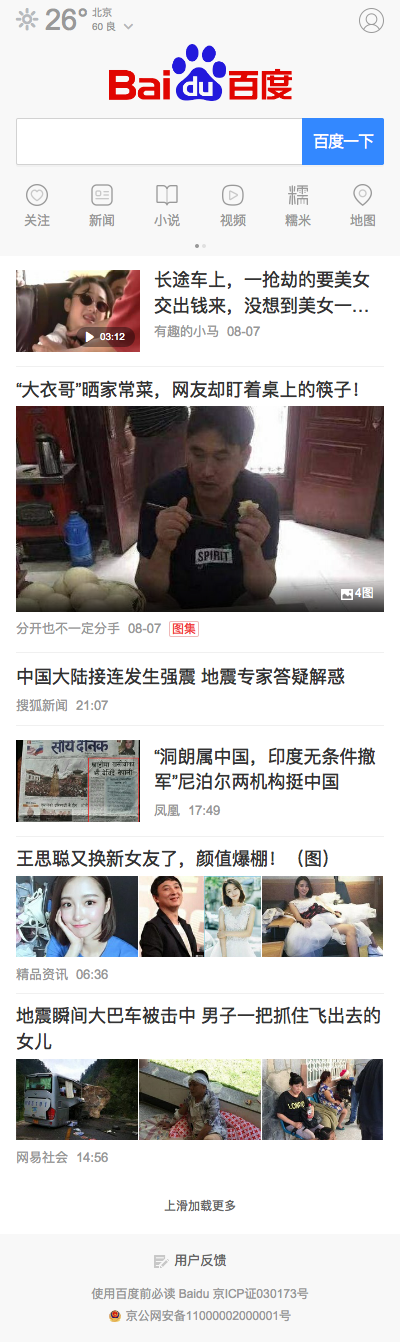 26°
北京
60 良
Bai du 百度
百度一下
关注
新闻
小说
视频
糯米
地图
长途车上，一抢劫的要美女
交出钱来，没想到美女一...
03:12
有趣的小马 08-07
“大衣哥”晒家常菜，网友却盯着桌上的筷子！
SPIRIT
4图
分开也不一定分手 08-07 图集
中国大陆接连发生强震 地震专家答疑解惑
搜狐新闻 21:07
“洞朗属中国，印度无条件撤
军”尼泊尔两机构挺中国
凤凰 17:49
王思聪又换新女友了，颜值爆棚！（图）
精品资讯 06:36
地震瞬间大巴车被击中 男子一把抓住飞出去的
女儿
网易社会 14:56
上滑加载更多
用户反馈
使用百度前必读 Baidu 京ICP证030173号
京公网安备11000002000001号